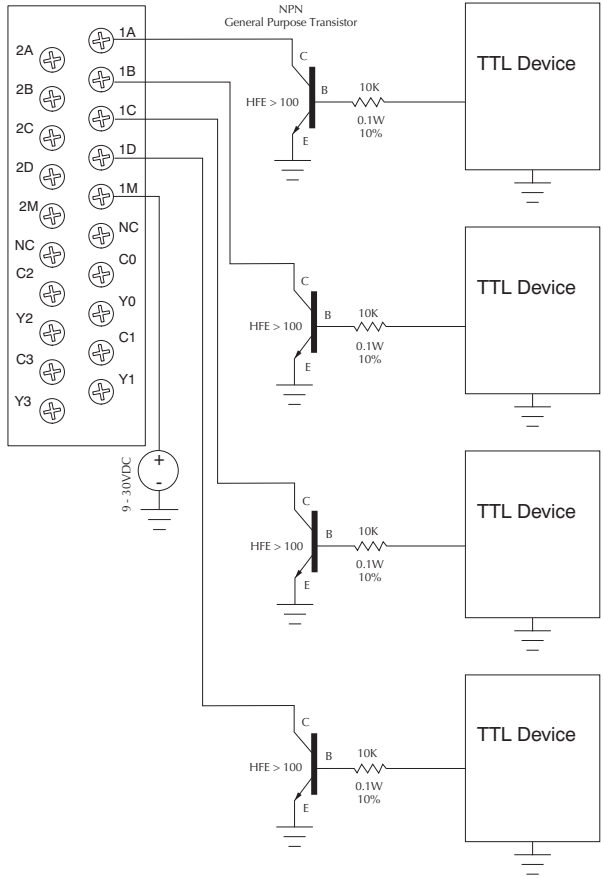 NPN
General Purpose Transistor
1A
2A
1B
2B
1C
2C
1D
2D
1M
2M
NC
NC
C0
C2
Y0
Y2
C1
C3
Y1
Y3
9 - 30VDC
+
-
C
B
E
HFE > 100
10K
0.1W
10%
TTL Device
C
B
E
HFE > 100
10K
0.1W
10%
TTL Device
C
B
E
HFE > 100
10K
0.1W
10%
TTL Device
C
B
E
HFE > 100
10K
0.1W
10%
TTL Device